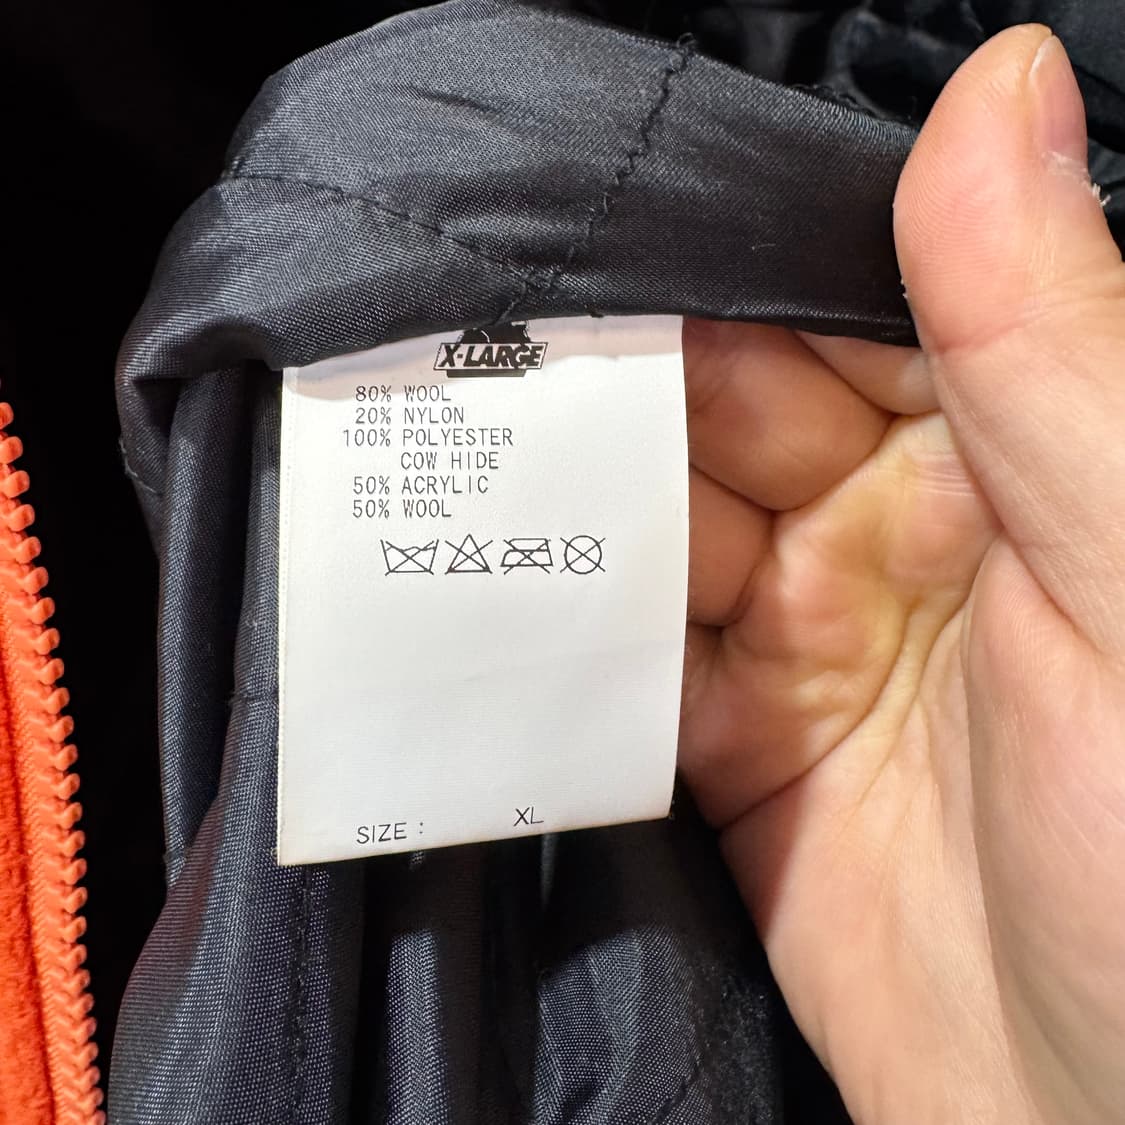 X-LARGE
80% WOOL
20% NYLON
100% POLYESTER
COW HIDE
50% ACRYLIC
50% WOOL
SIZE : XL